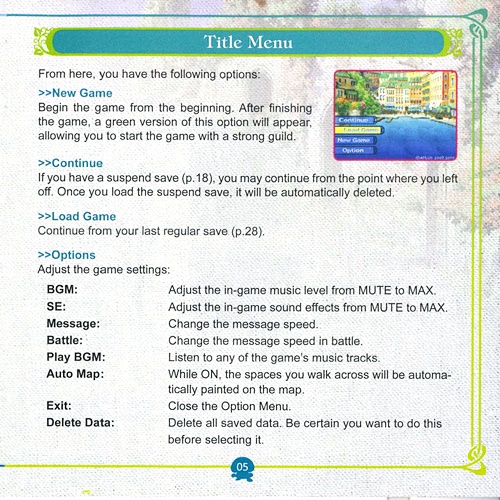 Title Menu
From here, you have the following options:
>>New Game
Begin the game from the beginning. After finishing
the game, a green version of this option will appear,
allowing you to start the game with a strong guild.
Continue
Load Game
New Game
Option
>>Continue
If you have a suspend save (p.18), you may continue from the point where you left
off. Once you load the suspend save, it will be automatically deleted.
>>Load Game
Continue from your last regular save (p.28).
>>Options
Adjust the game settings:
BGM: Adjust the in-game music level from MUTE to MAX.
SE: Adjust the in-game sound effects from MUTE to MAX.
Message: Change the message speed.
Battle: Change the message speed in battle.
Play BGM: Listen to any of the game's music tracks.
Auto Map: While ON, the spaces you walk across will be automa-
tically painted on the map.
Exit: Close the Option Menu.
Delete Data: Delete all saved data. Be certain you want to do this
before selecting it.
05